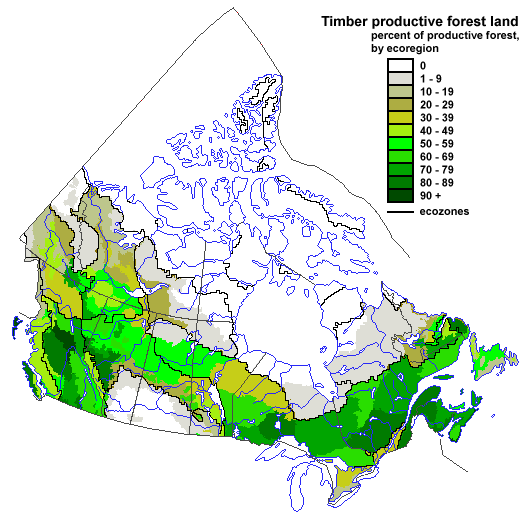 Timber productive forest land
percent of productive forest,
by ecoregion
0
1 - 9
10 - 19
20 - 29
30 - 39
40 - 49
50 - 59
60 - 69
70 - 79
80 - 89
90 +
ecozones